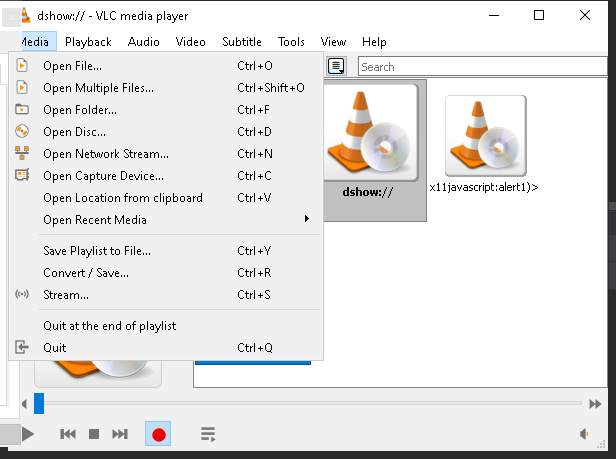 dshow:// - VLC media player
Media Playback Audio Video Subtitle Tools View Help
Open File... Ctrl+O
Open Multiple Files... Ctrl+Shift+O
Open Folder... Ctrl+F
Open Disc... Ctrl+D
Open Network Stream... Ctrl+N
Open Capture Device... Ctrl+C
Open Location from clipboard Ctrl+V
Open Recent Media
Save Playlist to File... Ctrl+Y
Convert / Save... Ctrl+R
Stream... Ctrl+S
Quit at the end of playlist
Quit Ctrl+Q
Search
dshow://
x11javascript:alert1)>